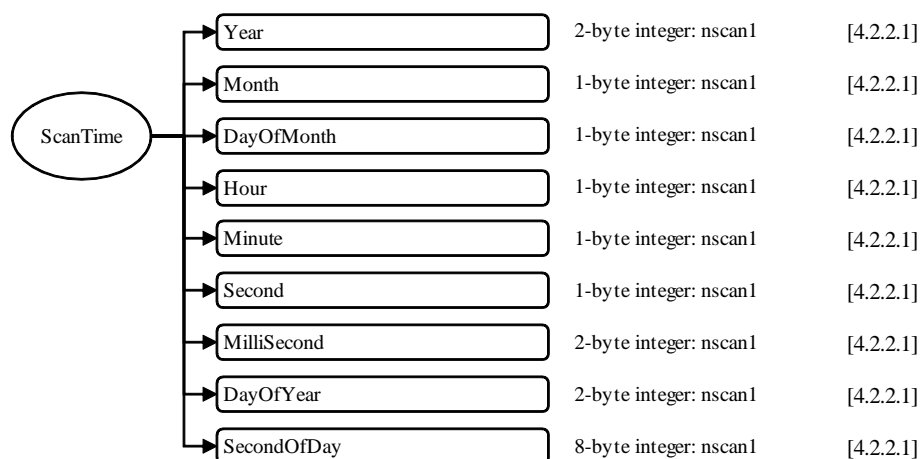 Year 2-byte integer: nscan1 [4.2.2.1]
Month 1-byte integer: nscan1 [4.2.2.1]
ScanTime
DayOfMonth 1-byte integer: nscan1 [4.2.2.1]
Hour 1-byte integer: nscan1 [4.2.2.1]
Minute 1-byte integer: nscan1 [4.2.2.1]
Second 1-byte integer: nscan1 [4.2.2.1]
MilliSecond 2-byte integer: nscan1 [4.2.2.1]
DayOfYear 2-byte integer: nscan1 [4.2.2.1]
SecondOfDay 8-byte integer: nscan1 [4.2.2.1]